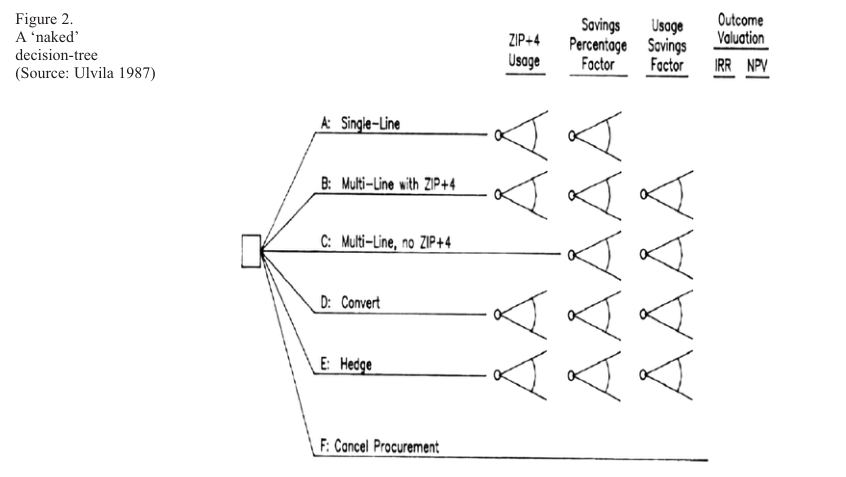 Figure 2.
A ‘naked’
decision-tree
(Source: Ulvila 1987)
ZIP+4
Usage
Savings
Percentage
Factor
Usage
Savings
Factor
Outcome
Valuation
IRR NPV
A: Single-Line
B: Multi-Line with ZIP+4
C: Multi-Line, no ZIP+4
D: Convert
E: Hedge
F: Cancel Procurement